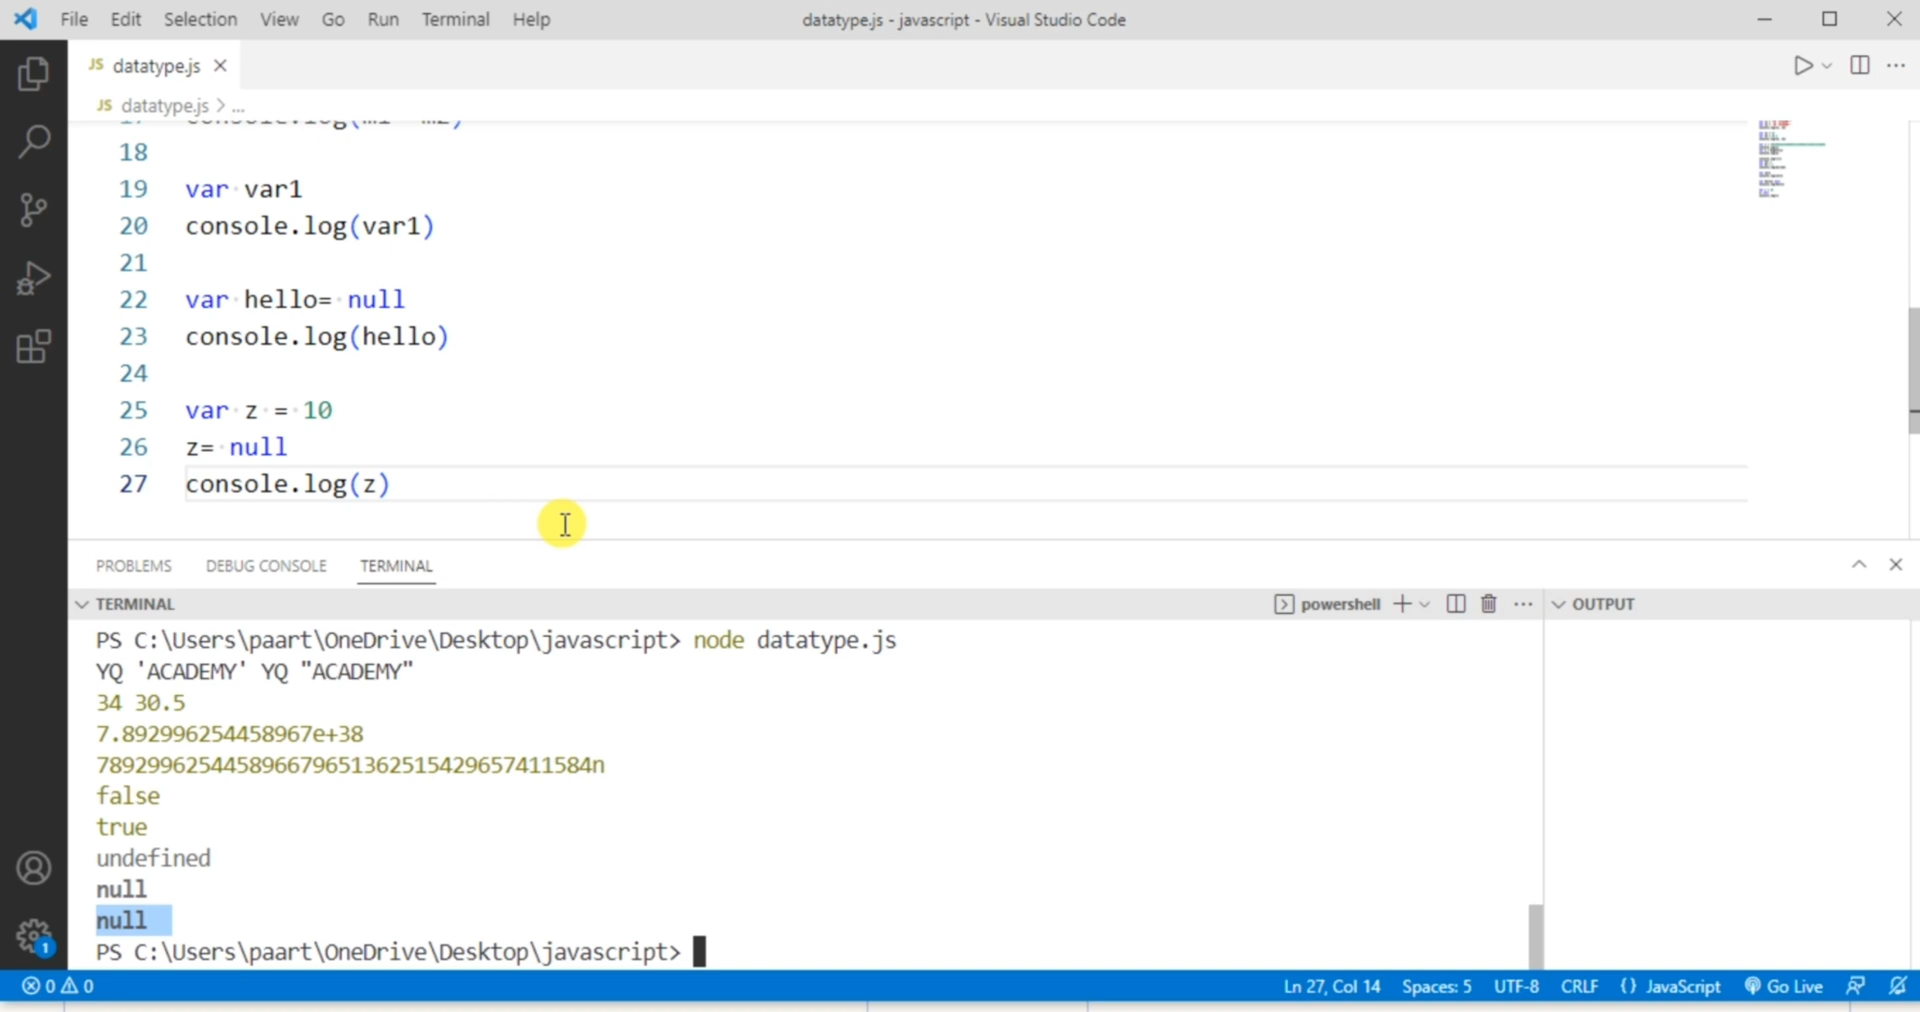 File Edit Selection View Go Run Terminal Help datatype.js - javascript - Visual Studio Code
JS datatype.js
JS datatype.js > ...
18
19 var var1
20 console.log(var1)
21
22 var hello= null
23 console.log(hello)
24
25 var z = 10
26 z= null
27 console.log(z)
PROBLEMS DEBUG CONSOLE TERMINAL
TERMINAL powershell OUTPUT
PS C:\Users\paart\OneDrive\Desktop\javascript> node datatype.js
YQ 'ACADEMY' YQ "ACADEMY"
34 30.5
7.892996254458967e+38
789299625445896679651362515429657411584n
false
true
undefined
null
null
PS C:\Users\paart\OneDrive\Desktop\javascript>
1
0 0 Ln 27, Col 14 Spaces: 5 UTF-8 CRLF {} JavaScript Go Live